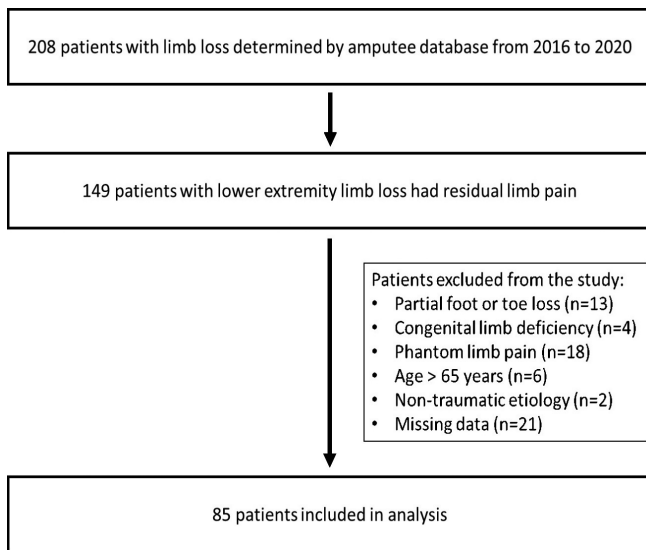 208 patients with limb loss determined by amputee database from 2016 to 2020
149 patients with lower extremity limb loss had residual limb pain
Patients excluded from the study:
• Partial foot or toe loss (n=13)
• Congenital limb deficiency (n=4)
• Phantom limb pain (n=18)
• Age > 65 years (n=6)
• Non-traumatic etiology (n=2)
• Missing data (n=21)
85 patients included in analysis